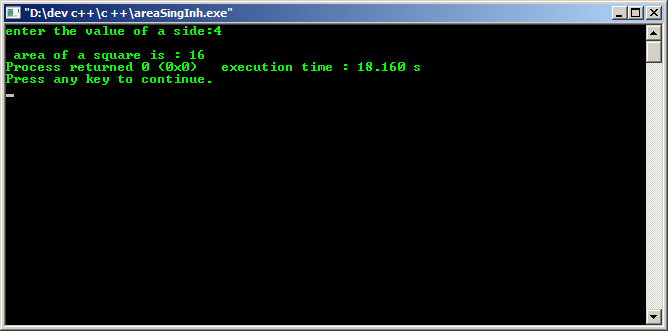 "D:\dev c++\c ++\areaSingInh.exe"
enter the value of a side:4
area of a square is : 16
Process returned 0 (0x0)   execution time : 18.160 s
Press any key to continue.